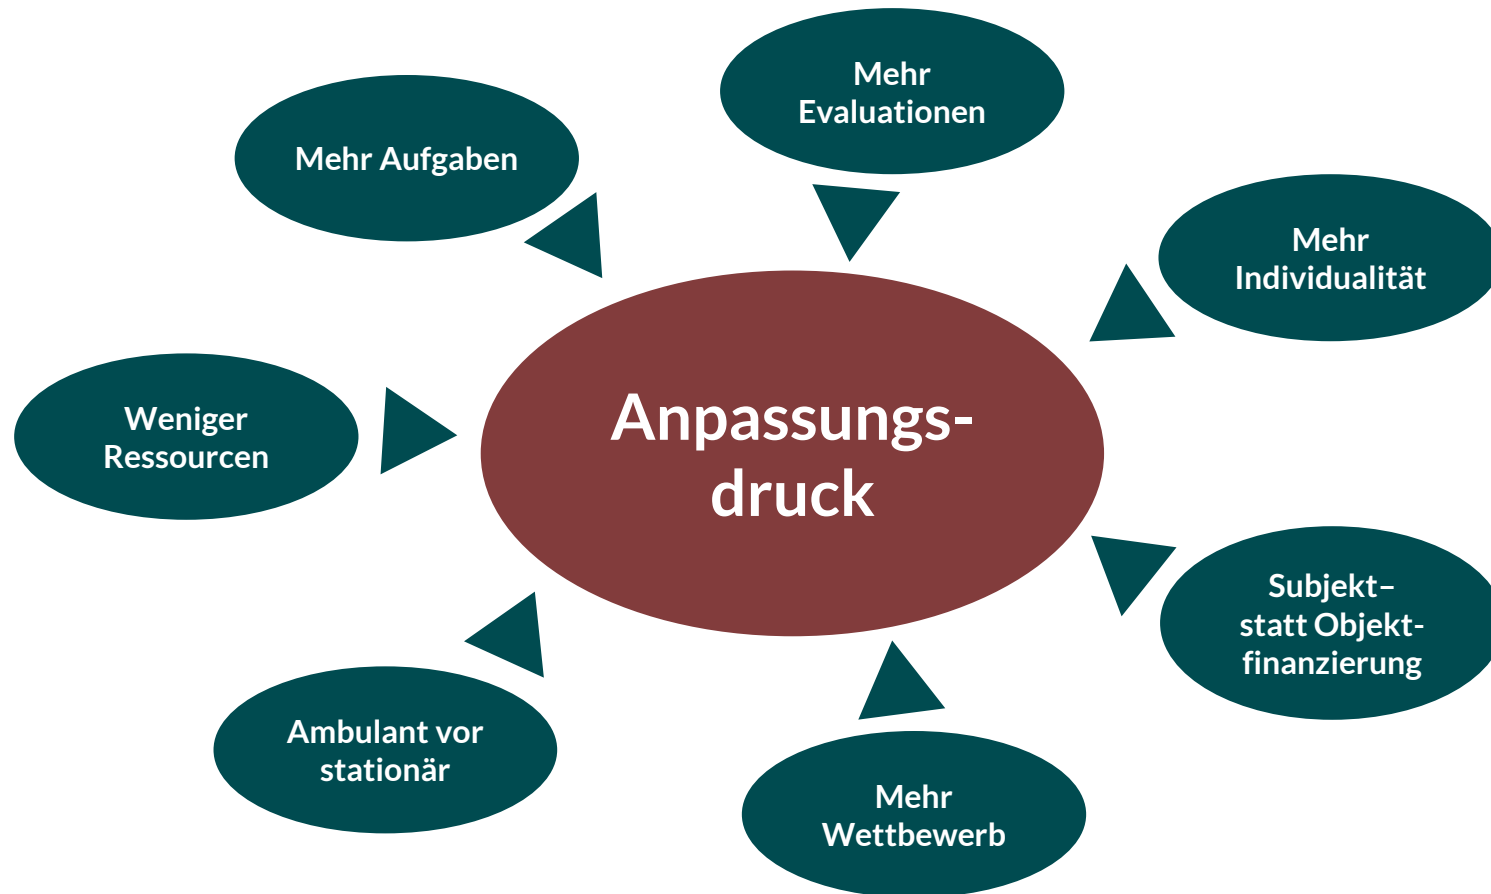 Mehr
Evaluationen
Mehr Aufgaben
Mehr
Individualität
Weniger
Ressourcen
Anpassungs-
druck
Subjekt–
statt Objekt-
finanzierung
Ambulant vor
stationär
Mehr
Wettbewerb